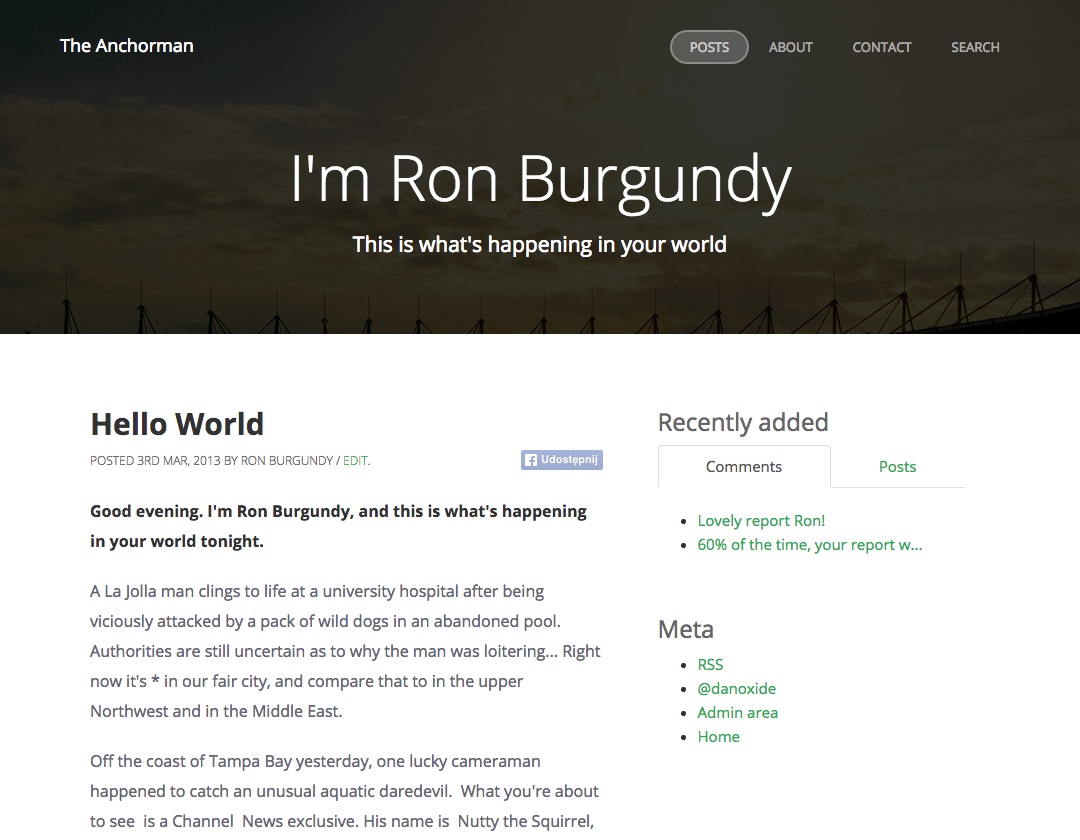 The Anchorman
POSTS
ABOUT
CONTACT
SEARCH
I'm Ron Burgundy
This is what's happening in your world
Hello World
POSTED 3RD MAR, 2013 BY RON BURGUNDY / EDIT.
Udostępnij
Good evening. I'm Ron Burgundy, and this is what's happening
in your world tonight.
A La Jolla man clings to life at a university hospital after being
viciously attacked by a pack of wild dogs in an abandoned pool.
Authorities are still uncertain as to why the man was loitering... Right
now it's * in our fair city, and compare that to in the upper
Northwest and in the Middle East.
Off the coast of Tampa Bay yesterday, one lucky cameraman
happened to catch an unusual aquatic daredevil.  What you're about
to see  is a Channel  News exclusive. His name is  Nutty the Squirrel,
Recently added
Comments
Posts
Lovely report Ron!
60% of the time, your report w...
Meta
RSS
@danoxide
Admin area
Home